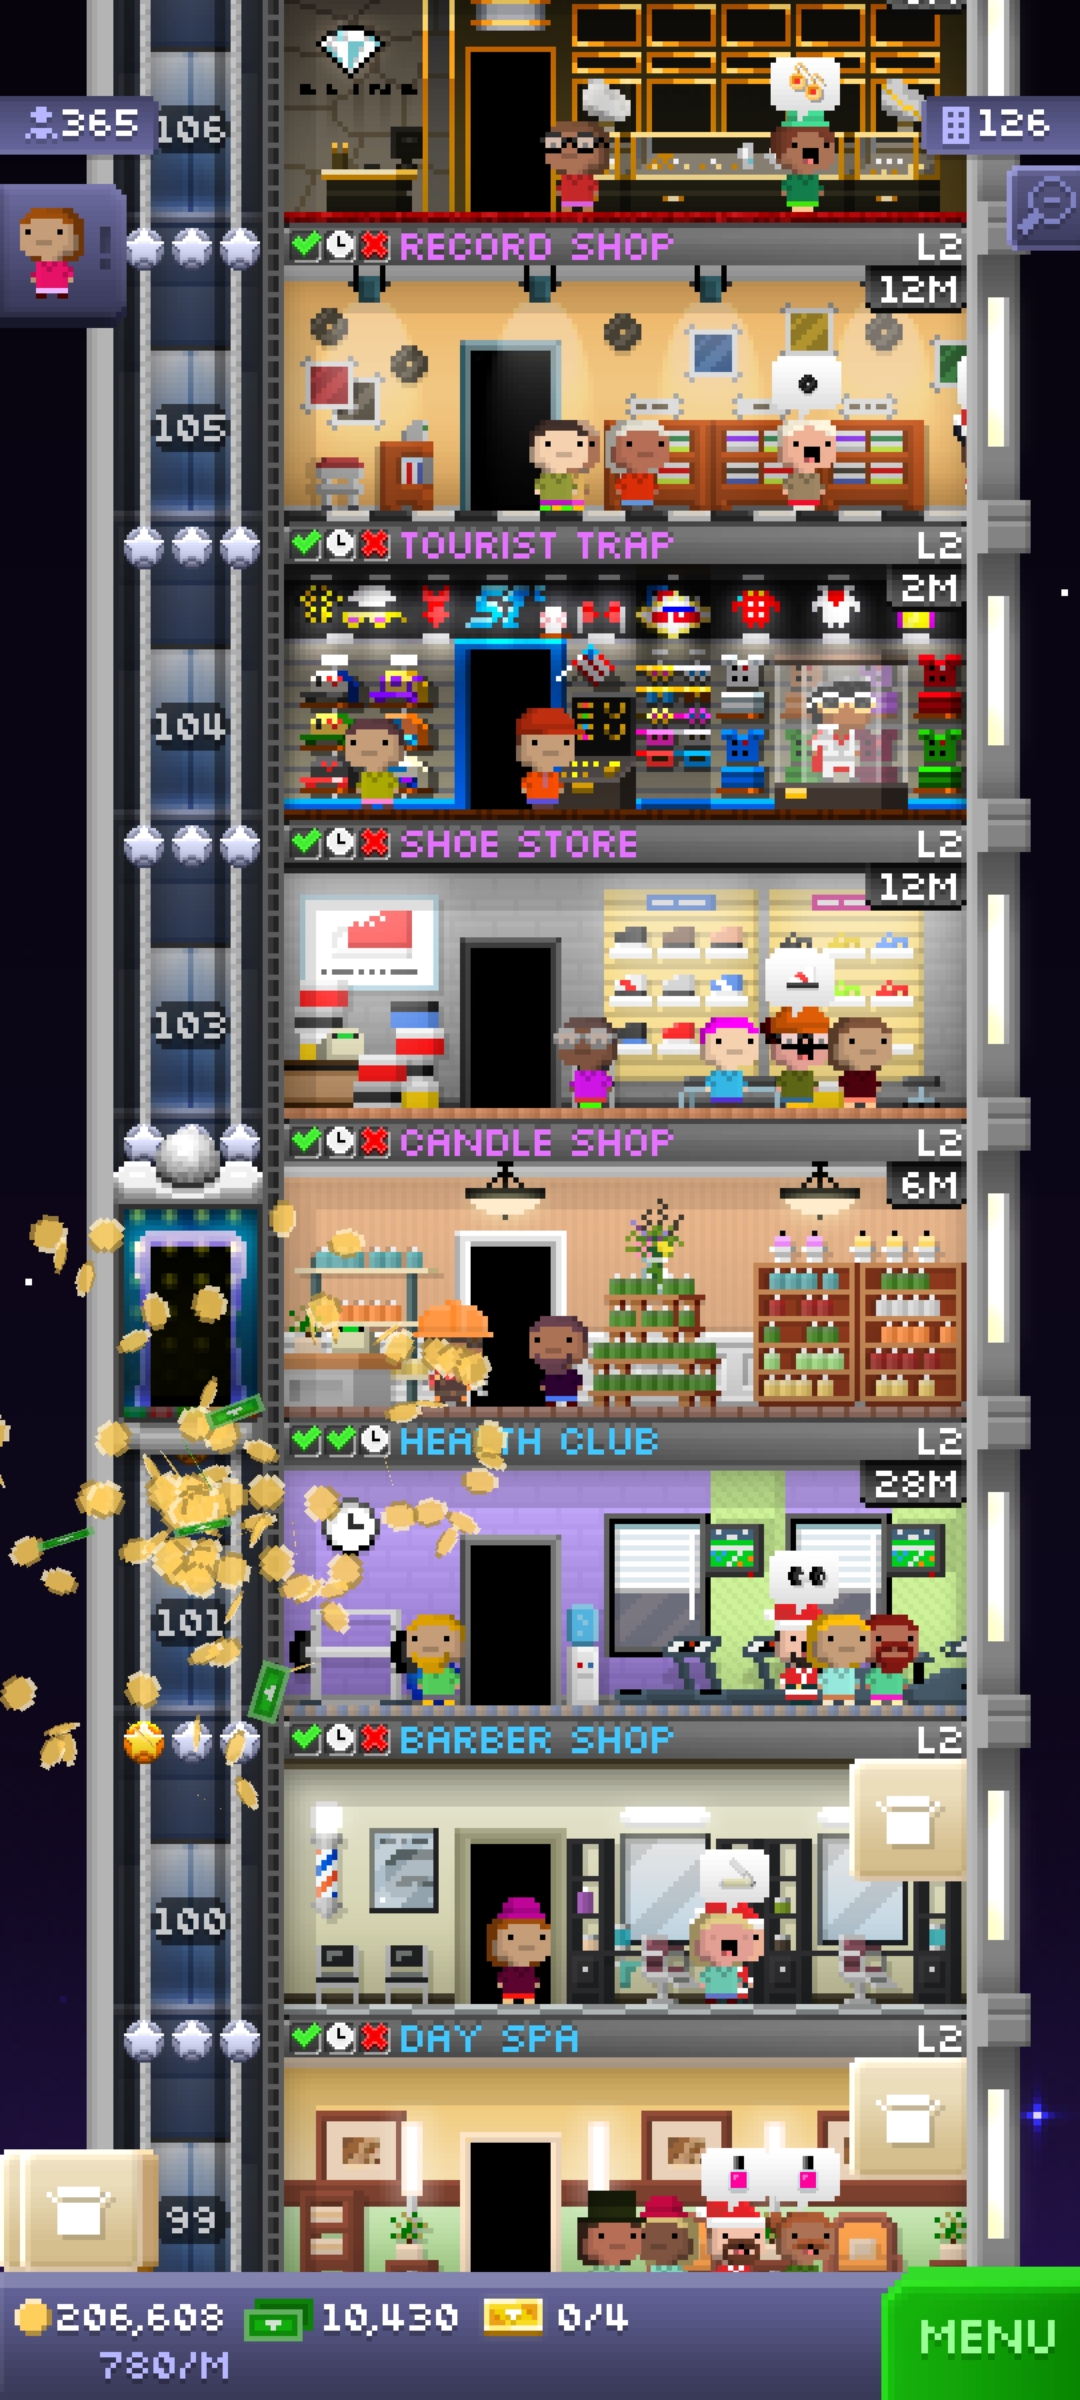 BLING
106
365
126
RECORD SHOP L2
12M
105
TOURIST TRAP L2
2M
104
SHOE STORE L2
12M
103
CANDLE SHOP L2
6M
HEALTH CLUB L2
28M
101
BARBER SHOP L2
100
DAY SPA L2
99
206,608 10,430 0/4
780/M
MENU